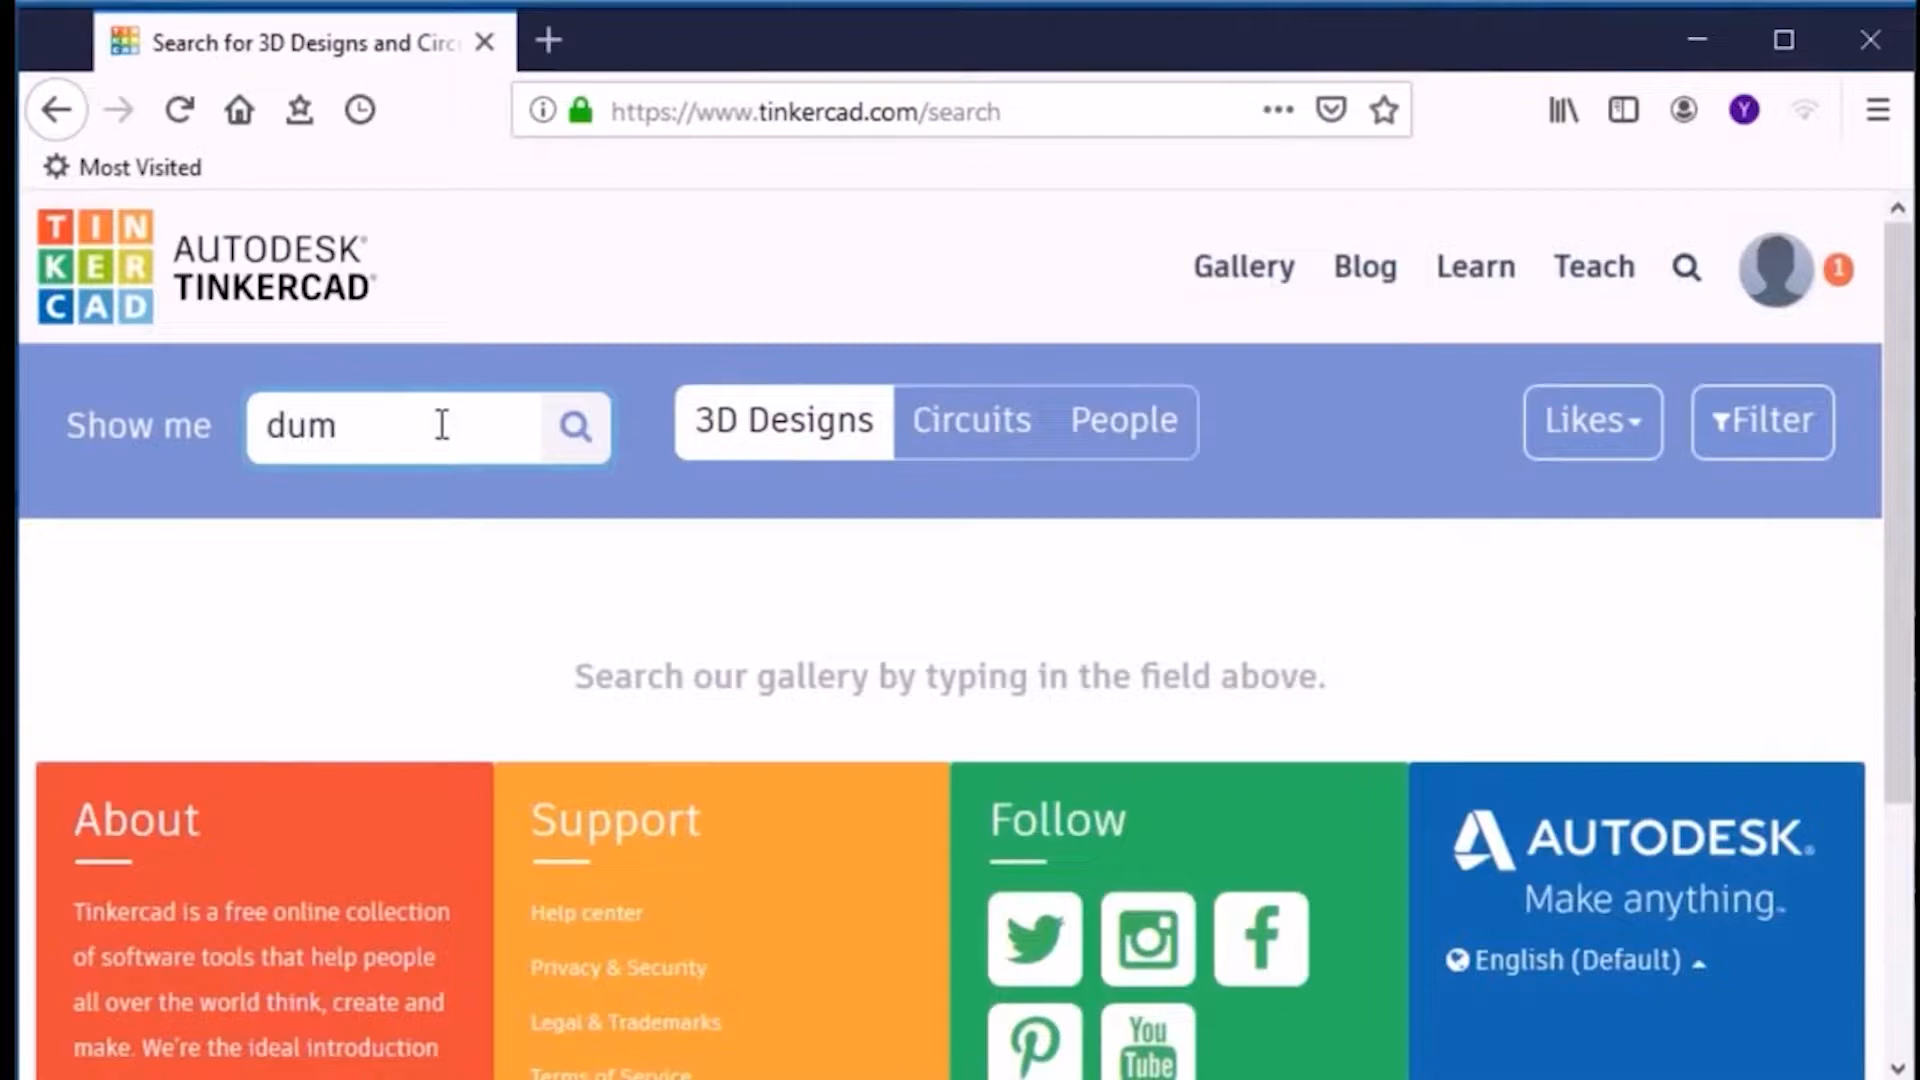 Search for 3D Designs and Circ
https://www.tinkercad.com/search
Y
Most Visited
TIN
KER
CAD
AUTODESK®
TINKERCAD®
Gallery Blog Learn Teach 1
Show me dum 3D Designs Circuits People Likes Filter
Search our gallery by typing in the field above.
About
Tinkercad is a free online collection
of software tools that help people
all over the world think, create and
make. We're the ideal introduction
Support
Help center
Privacy & Security
Legal & Trademarks
Terms of Service
Follow
You
Tube
AUTODESK®
Make anything™
English (Default)